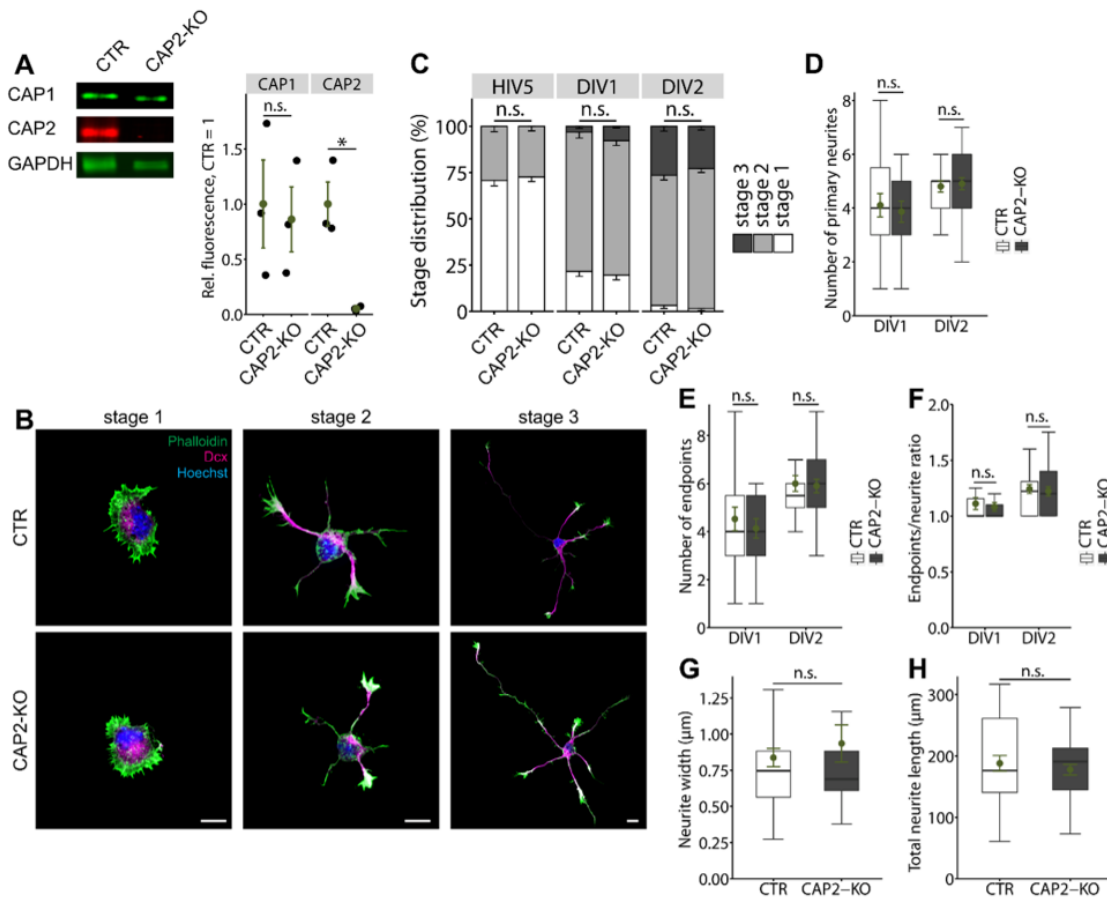 A
CTR
CAP2-KO
CAP1
CAP2
GAPDH
CAP1
CAP2
n.s.
*
Rel. fluorescence, CTR = 1
1.5
1.0
0.5
0.0
CTR
CAP2-KO
CTR
CAP2-KO
C
HIV5
DIV1
DIV2
n.s.
n.s.
n.s.
Stage distribution (%)
100
75
50
25
0
CTR
CAP2-KO
CTR
CAP2-KO
CTR
CAP2-KO
stage 3
stage 2
stage 1
D
n.s.
n.s.
Number of primary neurites
8
6
4
2
0
DIV1
DIV2
CTR
CAP2–KO
B
stage 1
stage 2
stage 3
Phalloidin
Dcx
Hoechst
CTR
CAP2-KO
E
n.s.
n.s.
Number of endpoints
8
6
4
2
0
DIV1
DIV2
CTR
CAP2–KO
F
n.s.
n.s.
Endpoints/neurite ratio
2.0
1.5
1.0
0.5
0.0
DIV1
DIV2
CTR
CAP2–KO
G
n.s.
Neurite width (µm)
1.25
1.00
0.75
0.50
0.25
0.00
CTR
CAP2–KO
H
n.s.
Total neurite length (µm)
300
200
100
0
CTR
CAP2–KO